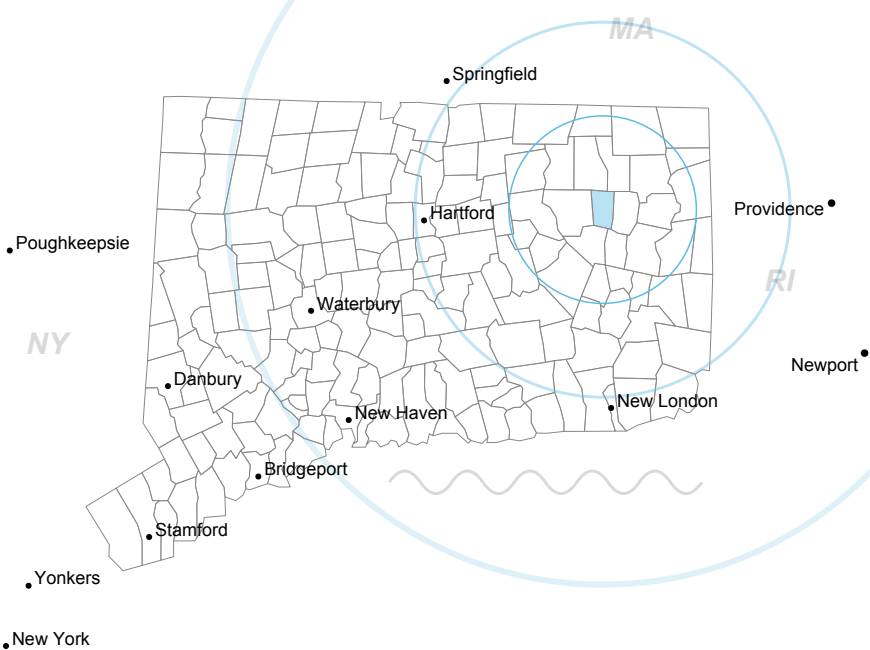 MA
Springfield
Providence
Hartford
Poughkeepsie
RI
Waterbury
NY
Newport
Danbury
New London
New Haven
Bridgeport
Stamford
Yonkers
New York